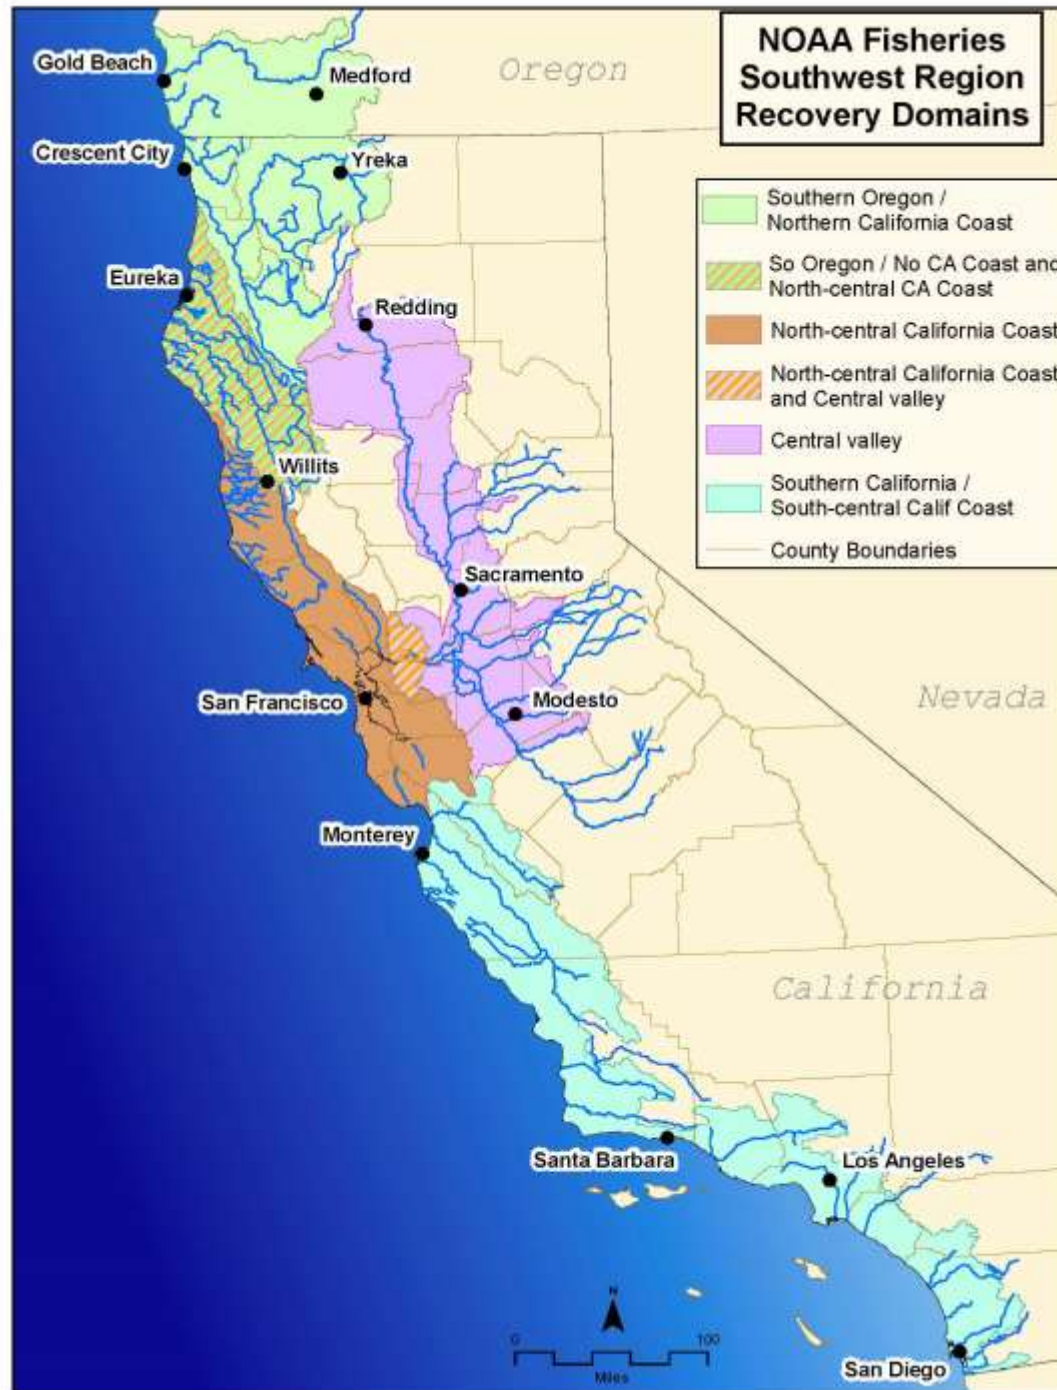 NOAA Fisheries
Southwest Region
Recovery Domains
Oregon
Gold Beach
Medford
Crescent City
Yreka
Southern Oregon /
Northern California Coast
So Oregon / No CA Coast and
North-central CA Coast
North-central California Coast
North-central California Coast
and Central valley
Central valley
Southern California /
South-central Calif Coast
County Boundaries
Eureka
Redding
Willits
Sacramento
San Francisco
Modesto
Nevada
Monterey
California
Santa Barbara
Los Angeles
San Diego
N
0 100
Miles